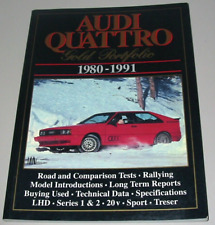 AUDI
QUATTRO
Gold Portfolio
1980-1991
Road and Comparison Tests • Rallying
Model Introductions • Long Term Reports
Buying Used • Technical Data • Specifications
LHD • Series 1 & 2 • 20v • Sport • Treser